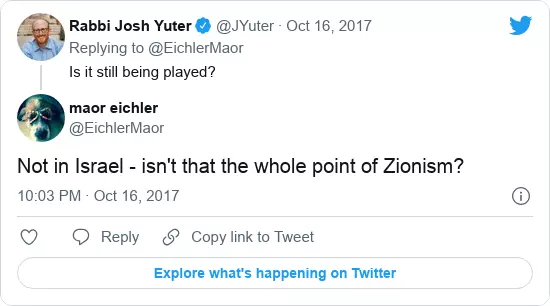 Rabbi Josh Yuter @JYuter · Oct 16, 2017
Replying to @EichlerMaor
Is it still being played?
maor eichler
@EichlerMaor
Not in Israel - isn't that the whole point of Zionism?
10:03 PM · Oct 16, 2017
Reply Copy link to Tweet
Explore what's happening on Twitter